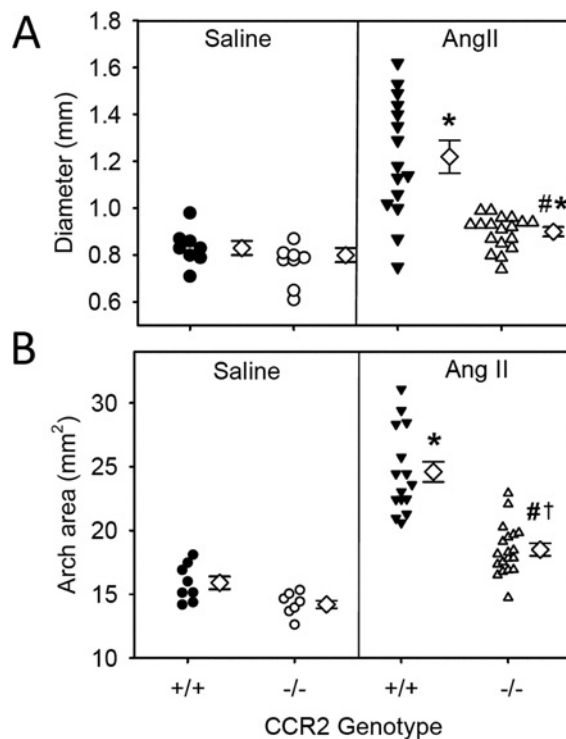 A
Saline
AngII
Diameter (mm)
1.8
1.6
1.4
1.2
1.0
0.8
0.6
*
#*
B
Saline
Ang II
Arch area (mm²)
30
25
20
15
10
*
#†
+/+
-/-
+/+
-/-
CCR2 Genotype